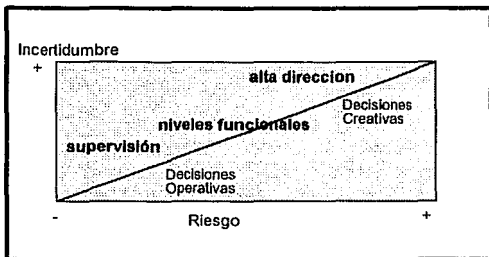 Incertidumbre
+
alta direccion
Decisiones
Creativas
niveles funcionales
supervisión
Decisiones
Operativas
- Riesgo +